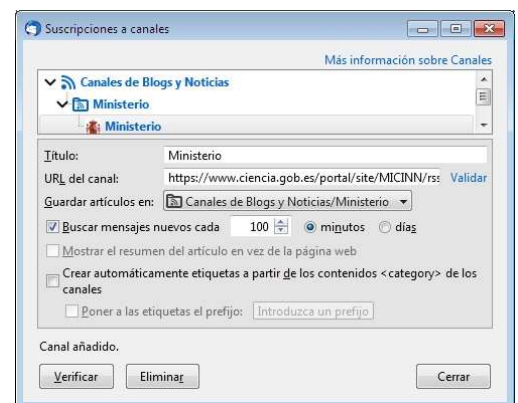 Suscripciones a canales
Más información sobre Canales
Canales de Blogs y Noticias
Ministerio
Ministerio
Título: Ministerio
URL del canal: https://www.ciencia.gob.es/portal/site/MICINN/rss Validar
Guardar artículos en: Canales de Blogs y Noticias/Ministerio
Buscar mensajes nuevos cada 100 minutos días
Mostrar el resumen del artículo en vez de la página web
Crear automáticamente etiquetas a partir de los contenidos <category> de los
canales
Poner a las etiquetas el prefijo: Introduzca un prefijo
Canal añadido.
Verificar Eliminar Cerrar